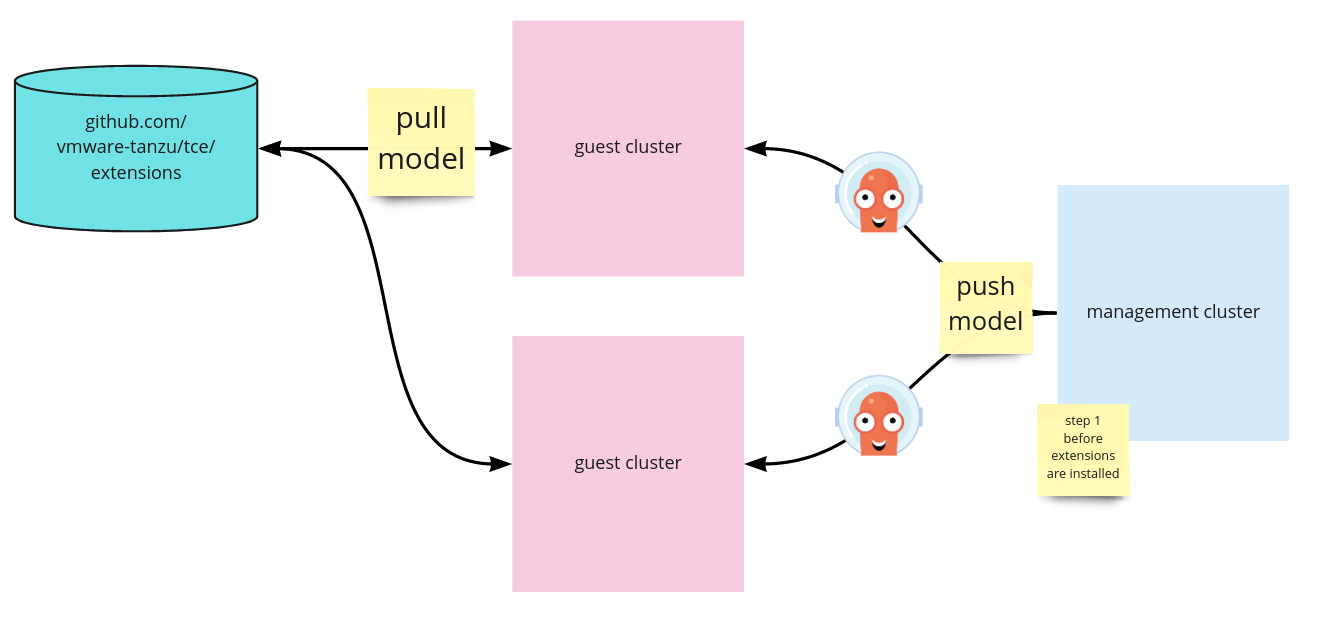 github.com/
vmware-tanzu/tce/
extensions
pull
model
guest cluster
push
model
management cluster
step 1
before
extensions
are installed
guest cluster